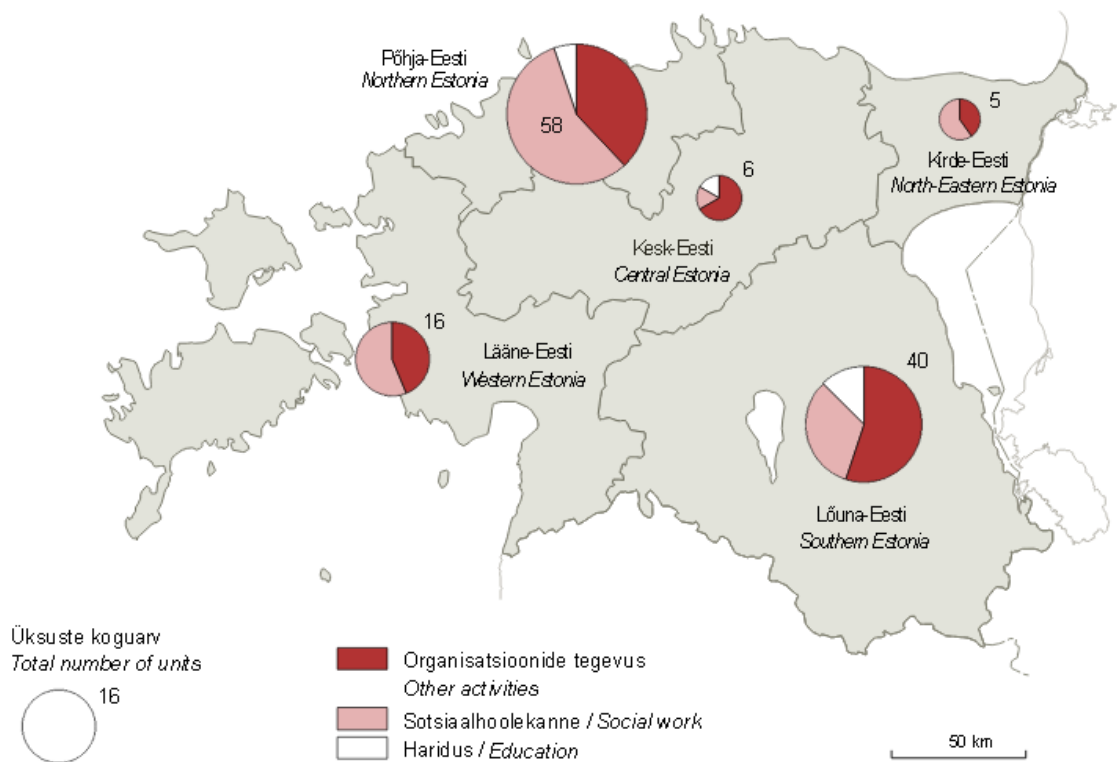 Põhja-Eesti
Northern Estonia
58
5
Kirde-Eesti
North-Eastern Estonia
6
Kesk-Eesti
Central Estonia
16
Lääne-Eesti
Western Estonia
40
Lõuna-Eesti
Southern Estonia
Üksuste koguarv
Total number of units
16
Organisatsioonide tegevus
Other activities
Sotsiaalhoolekanne / Social work
Haridus / Education
50 km